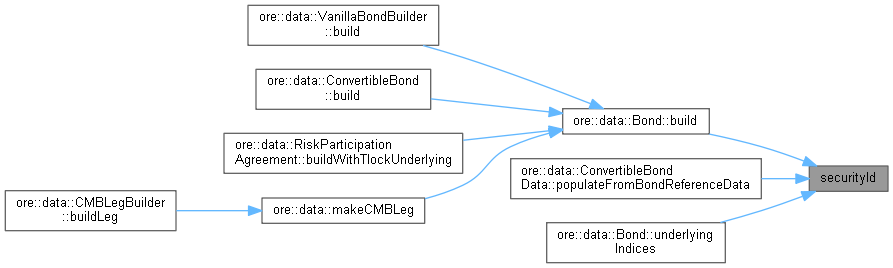 ore::data::VanillaBondBuilder
::build
ore::data::ConvertibleBond
::build
ore::data::Bond::build
ore::data::RiskParticipation
Agreement::buildWithTlockUnderlying
ore::data::ConvertibleBond
Data::populateFromBondReferenceData
securityId
ore::data::CMBLegBuilder
::buildLeg
ore::data::makeCMBLeg
ore::data::Bond::underlying
Indices